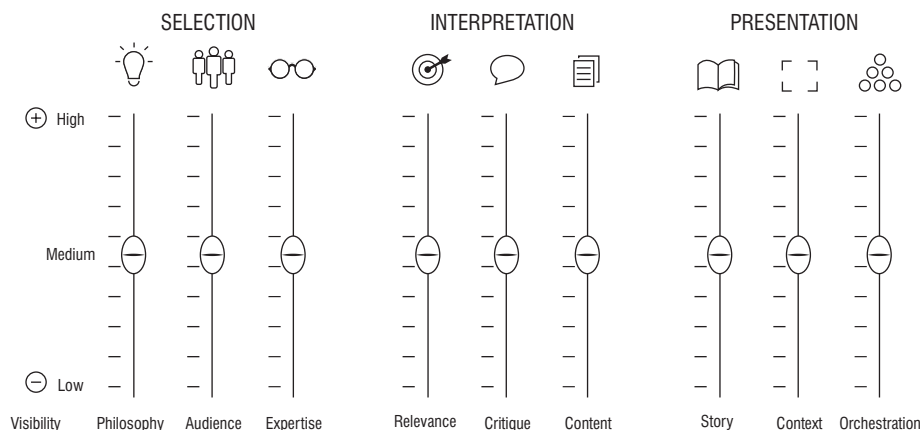 SELECTION INTERPRETATION PRESENTATION
High
Medium
Low
Visibility Philosophy Audience Expertise Relevance Critique Content Story Context Orchestration